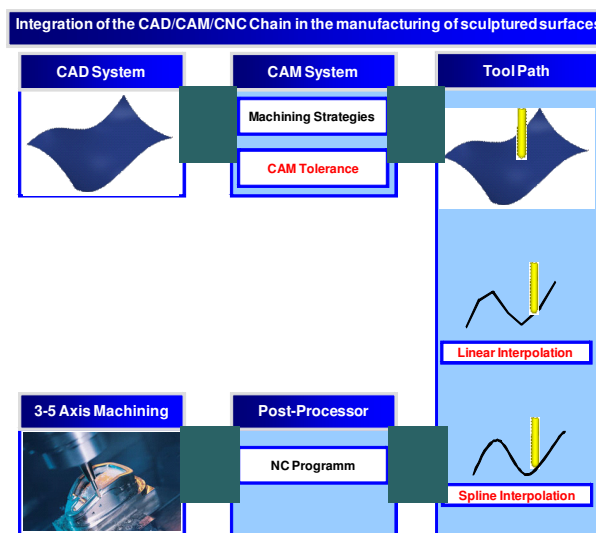 Integration of the CAD/CAM/CNC Chain in the manufacturing of sculptured surfaces
CAD System
CAM System
Tool Path
Machining Strategies
CAM Tolerance
Linear Interpolation
3-5 Axis Machining
Post-Processor
NC Programm
Spline Interpolation